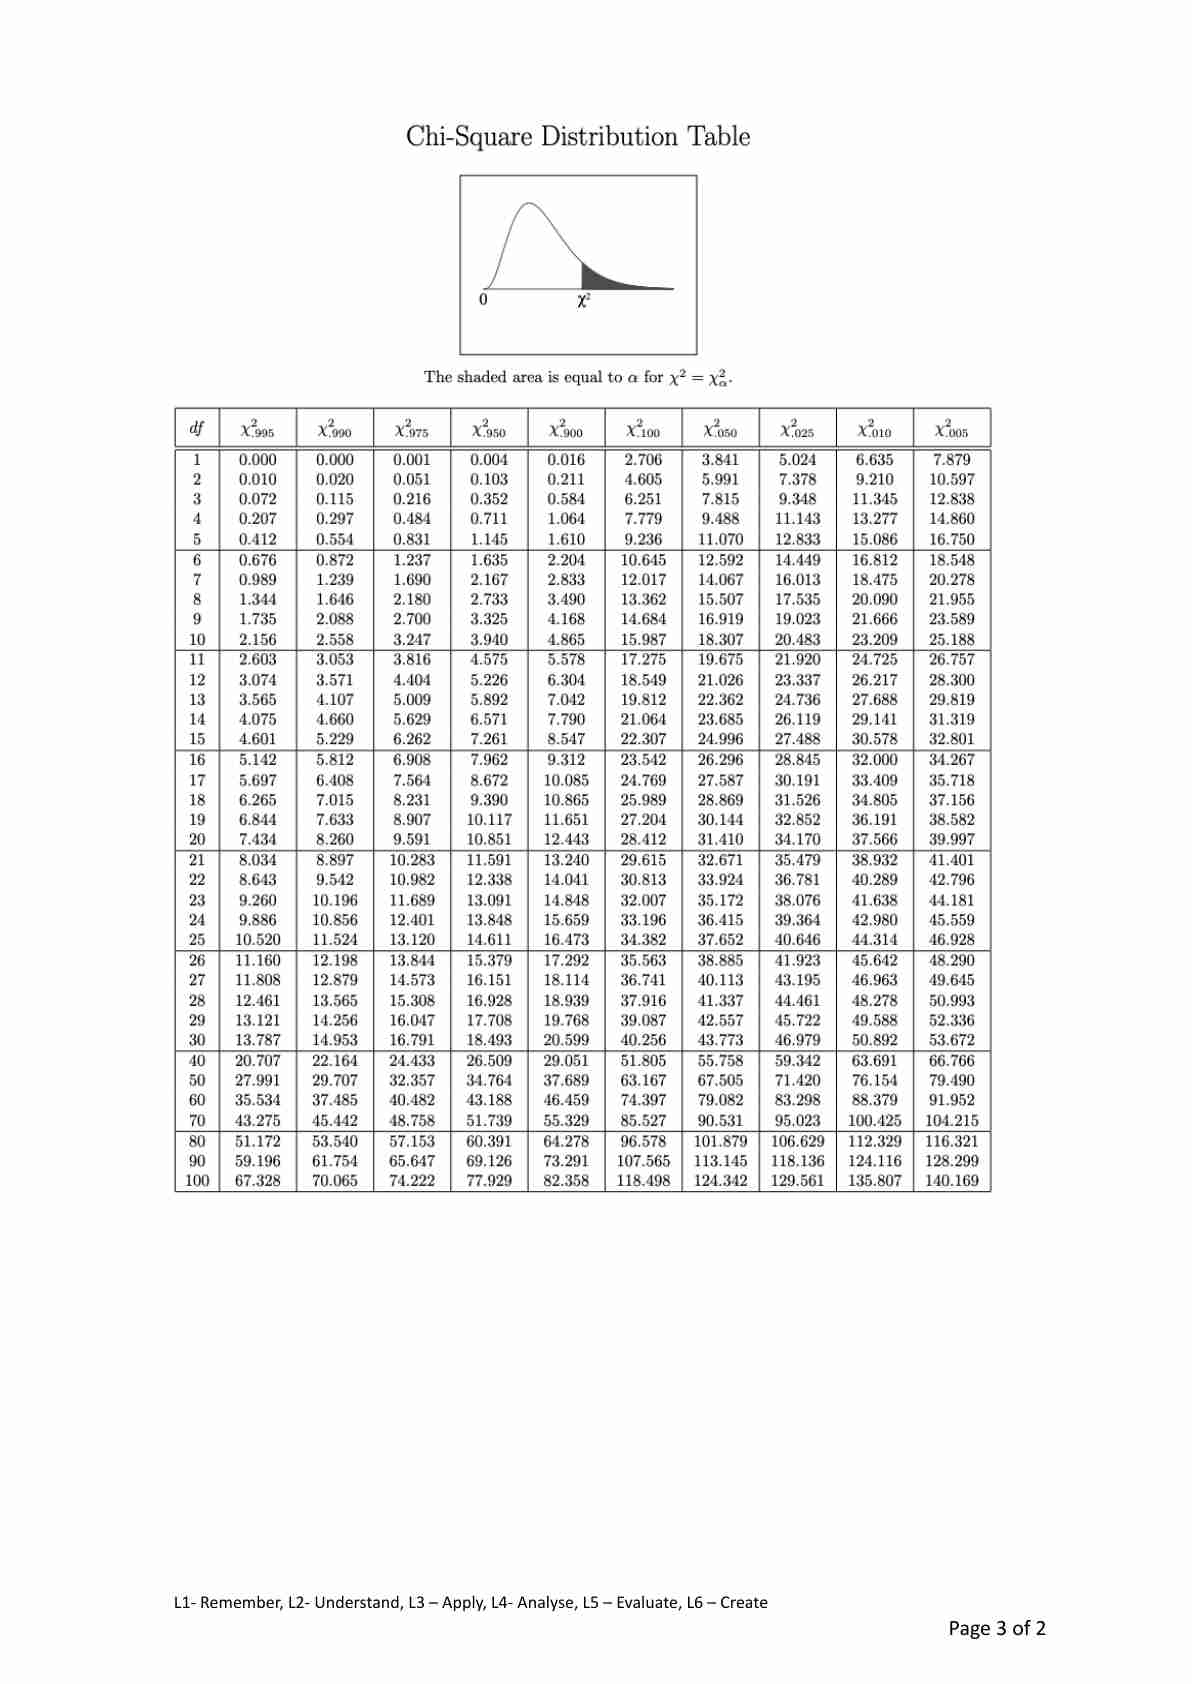 Chi-Square Distribution Table
0 χ²
The shaded area is equal to α for χ² = χ²α.
df χ².995 χ².990 χ².975 χ².950 χ².900 χ².100 χ².050 χ².025 χ².010 χ².005
1 0.000 0.000 0.001 0.004 0.016 2.706 3.841 5.024 6.635 7.879
2 0.010 0.020 0.051 0.103 0.211 4.605 5.991 7.378 9.210 10.597
3 0.072 0.115 0.216 0.352 0.584 6.251 7.815 9.348 11.345 12.838
4 0.207 0.297 0.484 0.711 1.064 7.779 9.488 11.143 13.277 14.860
5 0.412 0.554 0.831 1.145 1.610 9.236 11.070 12.833 15.086 16.750
6 0.676 0.872 1.237 1.635 2.204 10.645 12.592 14.449 16.812 18.548
7 0.989 1.239 1.690 2.167 2.833 12.017 14.067 16.013 18.475 20.278
8 1.344 1.646 2.180 2.733 3.490 13.362 15.507 17.535 20.090 21.955
9 1.735 2.088 2.700 3.325 4.168 14.684 16.919 19.023 21.666 23.589
10 2.156 2.558 3.247 3.940 4.865 15.987 18.307 20.483 23.209 25.188
11 2.603 3.053 3.816 4.575 5.578 17.275 19.675 21.920 24.725 26.757
12 3.074 3.571 4.404 5.226 6.304 18.549 21.026 23.337 26.217 28.300
13 3.565 4.107 5.009 5.892 7.042 19.812 22.362 24.736 27.688 29.819
14 4.075 4.660 5.629 6.571 7.790 21.064 23.685 26.119 29.141 31.319
15 4.601 5.229 6.262 7.261 8.547 22.307 24.996 27.488 30.578 32.801
16 5.142 5.812 6.908 7.962 9.312 23.542 26.296 28.845 32.000 34.267
17 5.697 6.408 7.564 8.672 10.085 24.769 27.587 30.191 33.409 35.718
18 6.265 7.015 8.231 9.390 10.865 25.989 28.869 31.526 34.805 37.156
19 6.844 7.633 8.907 10.117 11.651 27.204 30.144 32.852 36.191 38.582
20 7.434 8.260 9.591 10.851 12.443 28.412 31.410 34.170 37.566 39.997
21 8.034 8.897 10.283 11.591 13.240 29.615 32.671 35.479 38.932 41.401
22 8.643 9.542 10.982 12.338 14.041 30.813 33.924 36.781 40.289 42.796
23 9.260 10.196 11.689 13.091 14.848 32.007 35.172 38.076 41.638 44.181
24 9.886 10.856 12.401 13.848 15.659 33.196 36.415 39.364 42.980 45.559
25 10.520 11.524 13.120 14.611 16.473 34.382 37.652 40.646 44.314 46.928
26 11.160 12.198 13.844 15.379 17.292 35.563 38.885 41.923 45.642 48.290
27 11.808 12.879 14.573 16.151 18.114 36.741 40.113 43.195 46.963 49.645
28 12.461 13.565 15.308 16.928 18.939 37.916 41.337 44.461 48.278 50.993
29 13.121 14.256 16.047 17.708 19.768 39.087 42.557 45.722 49.588 52.336
30 13.787 14.953 16.791 18.493 20.599 40.256 43.773 46.979 50.892 53.672
40 20.707 22.164 24.433 26.509 29.051 51.805 55.758 59.342 63.691 66.766
50 27.991 29.707 32.357 34.764 37.689 63.167 67.505 71.420 76.154 79.490
60 35.534 37.485 40.482 43.188 46.459 74.397 79.082 83.298 88.379 91.952
70 43.275 45.442 48.758 51.739 55.329 85.527 90.531 95.023 100.425 104.215
80 51.172 53.540 57.153 60.391 64.278 96.578 101.879 106.629 112.329 116.321
90 59.196 61.754 65.647 69.126 73.291 107.565 113.145 118.136 124.116 128.299
100 67.328 70.065 74.222 77.929 82.358 118.498 124.342 129.561 135.807 140.169
L1- Remember, L2- Understand, L3 – Apply, L4- Analyse, L5 – Evaluate, L6 – Create
Page 3 of 2